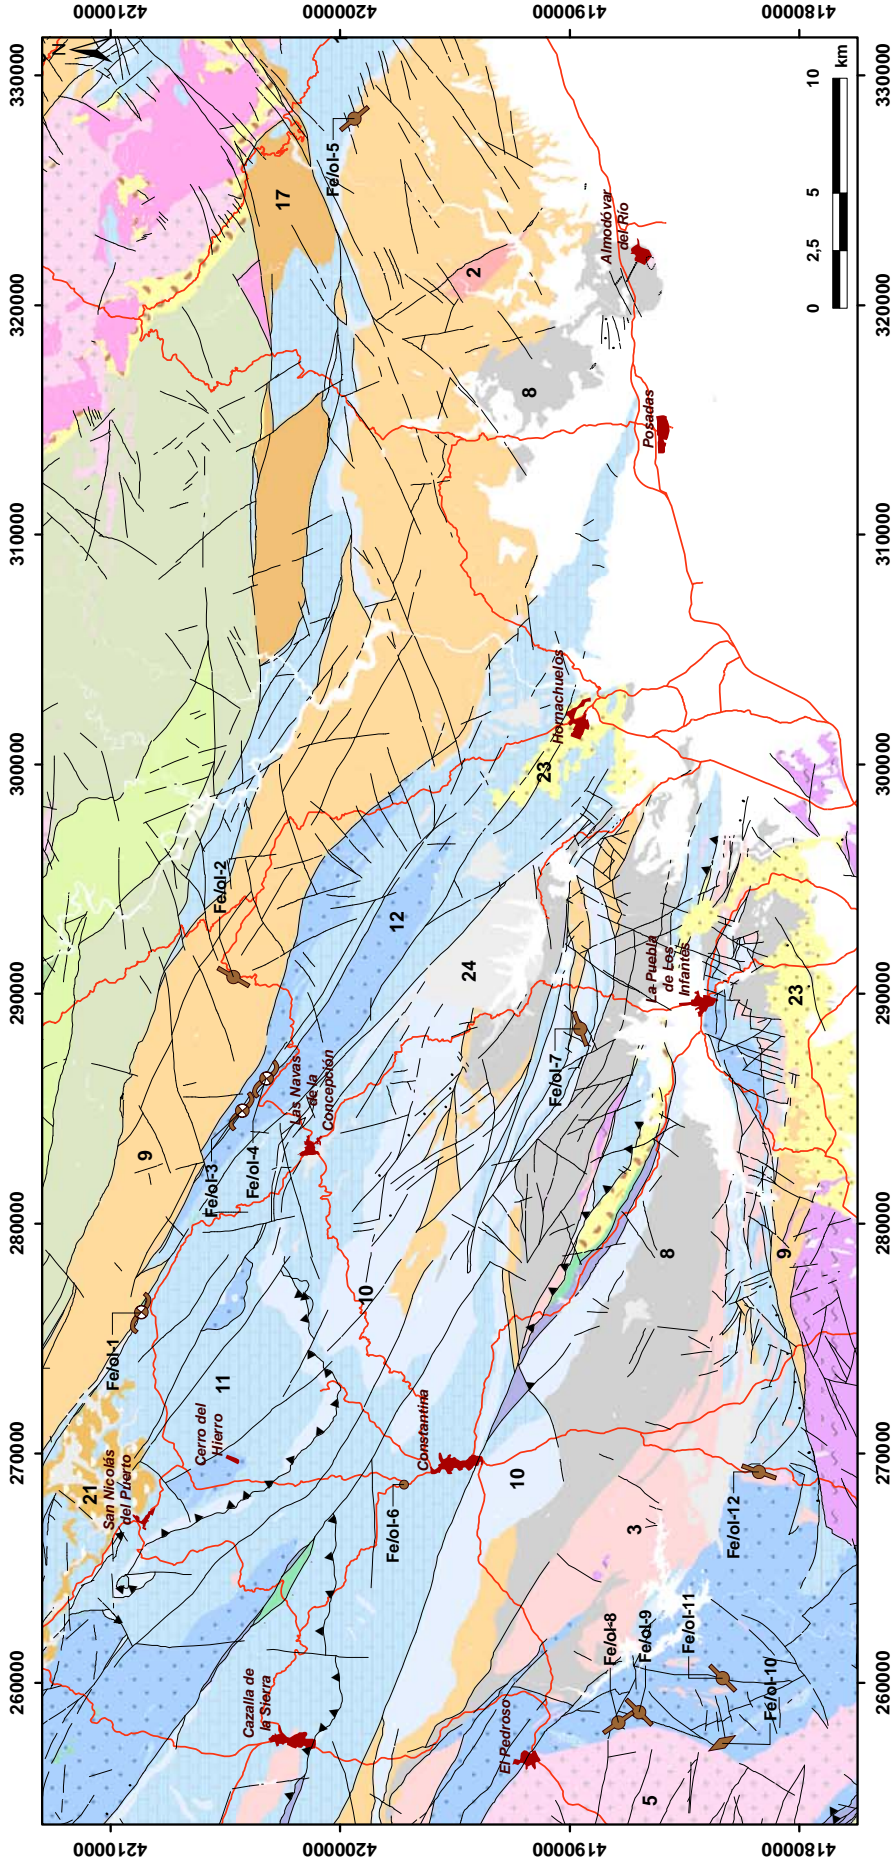 260000
270000
280000
290000
300000
310000
320000
330000
N
4210000
4210000
21
San Nicolás
del Puerto
Fe/ol-1
9
Fe/ol-2
Cerro del
Hierro
11
Fe/ol-3
Fe/ol-4
17
Cazalla de
la Sierra
Las Navas
de la
Concepción
Fe/ol-5
4200000
4200000
10
12
Fe/ol-6
Constantina
24
2
10
El Pedroso
Fe/ol-7
23
Hornachuelos
8
4190000
4190000
Fe/ol-8
Fe/ol-9
3
5
8
La Puebla
de Los
Infantes
Almodóvar
del Río
Posadas
Fe/ol-11
Fe/ol-12
Fe/ol-10
9
23
4180000
4180000
0
2,5
5
10
km
260000
270000
280000
290000
300000
310000
320000
330000